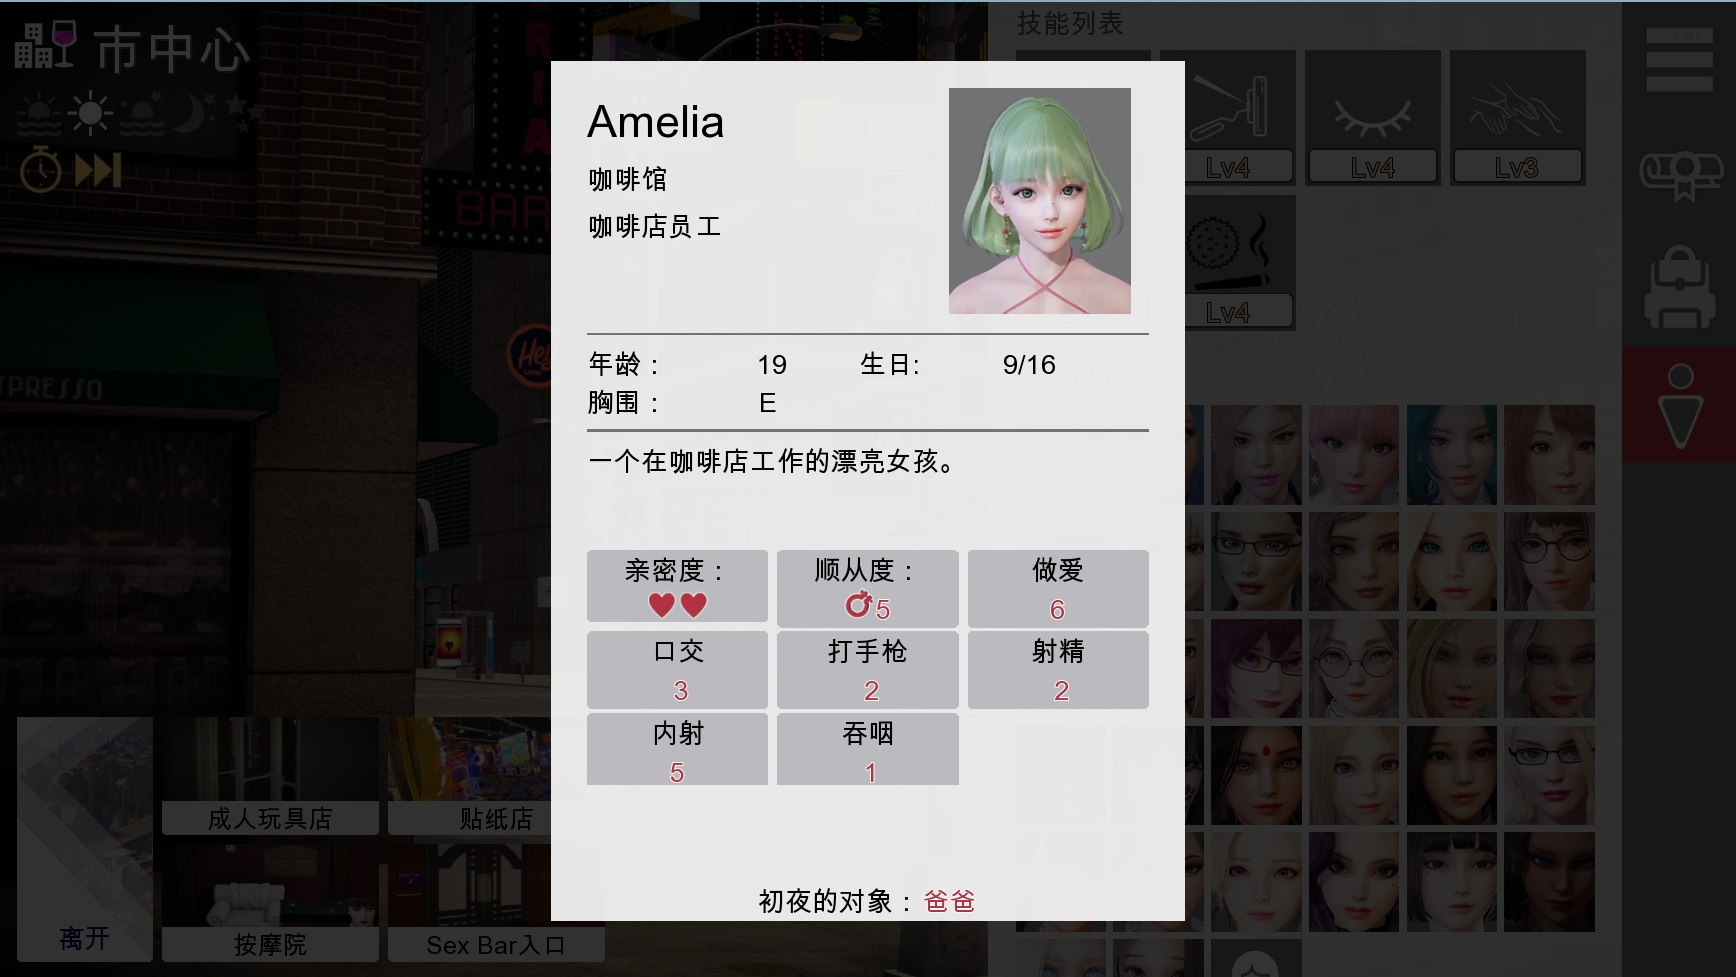 市中心
技能列表
Lv4
Lv4
Lv3
Lv4
BAR
PRESSO
Hey
Amelia
咖啡馆
咖啡店员工
年龄： 19 生日: 9/16
胸围： E
一个在咖啡店工作的漂亮女孩。
亲密度：
顺从度：
5
做爱
6
口交
3
打手枪
2
射精
2
内射
5
吞咽
1
初夜的对象：爸爸
离开
成人玩具店
贴纸店
按摩院
Sex Bar入口